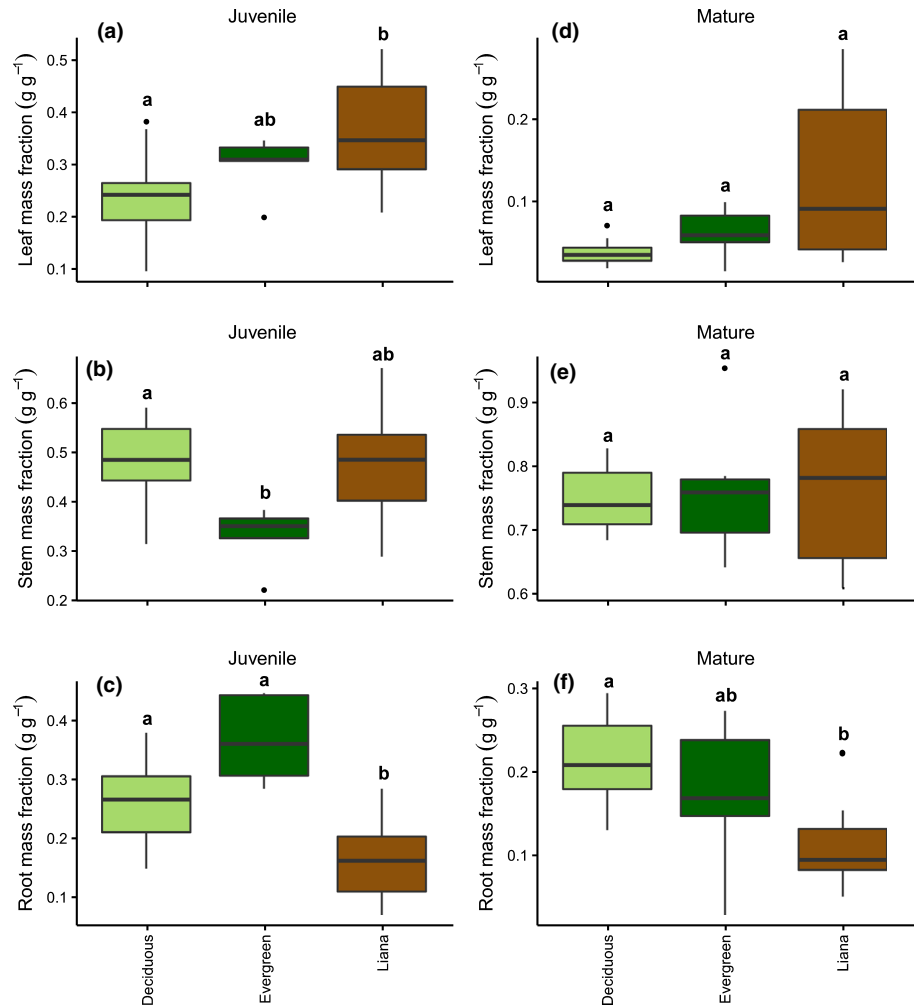 Juvenile
(a)
Leaf mass fraction (g g⁻¹)
0.5
0.4
0.3
0.2
0.1
a
ab
b
Mature
(d)
Leaf mass fraction (g g⁻¹)
0.2
0.1
a
a
a
Juvenile
(b)
Stem mass fraction (g g⁻¹)
0.6
0.5
0.4
0.3
0.2
a
b
ab
Mature
(e)
Stem mass fraction (g g⁻¹)
0.9
0.8
0.7
0.6
a
a
a
Juvenile
(c)
Root mass fraction (g g⁻¹)
0.4
0.3
0.2
0.1
a
a
b
Deciduous
Evergreen
Liana
Mature
(f)
Root mass fraction (g g⁻¹)
0.3
0.2
0.1
a
ab
b
Deciduous
Evergreen
Liana